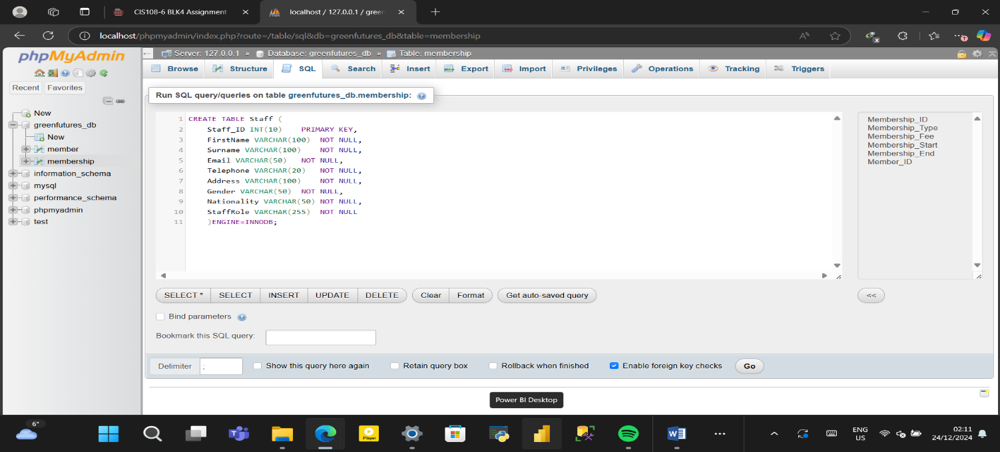 CIS108-6 BLK4 Assignment
localhost / 127.0.0.1 / green
localhost/phpmyadmin/index.php?route=/table/sql&db=greenfutures_db&table=membership
phpMyAdmin
Recent Favorites
New
greenfutures_db
New
member
membership
information_schema
mysql
performance_schema
phpmyadmin
test
Server: 127.0.0.1 » Database: greenfutures_db » Table: membership
Browse Structure SQL Search Insert Export Import Privileges Operations Tracking Triggers
Run SQL query/queries on table greenfutures_db.membership:
1 CREATE TABLE Staff (
2 Staff_ID INT(10) PRIMARY KEY,
3 FirstName VARCHAR(100) NOT NULL,
4 Surname VARCHAR(100) NOT NULL,
5 Email VARCHAR(50) NOT NULL,
6 Telephone VARCHAR(20) NOT NULL,
7 Address VARCHAR(100) NOT NULL,
8 Gender VARCHAR(50) NOT NULL,
9 Nationality VARCHAR(50) NOT NULL,
10 StaffRole VARCHAR(255) NOT NULL
11 )ENGINE=INNODB;
Membership_ID
Membership_Type
Membership_Fee
Membership_Start
Membership_End
Member_ID
SELECT * SELECT INSERT UPDATE DELETE Clear Format Get auto-saved query <<
Bind parameters
Bookmark this SQL query:
Delimiter ; Show this query here again Retain query box Rollback when finished Enable foreign key checks Go
Power BI Desktop
6°
Player
ENG
US
02:11
24/12/2024